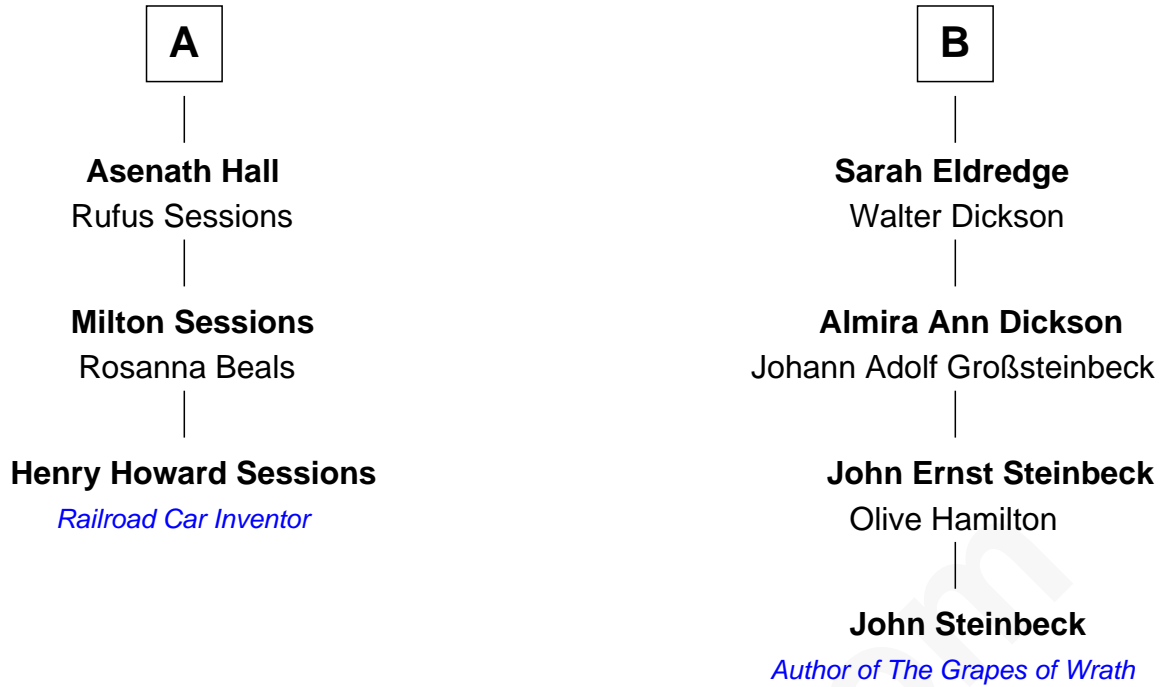 A
Asenath Hall
Rufus Sessions
Milton Sessions
Rosanna Beals
Henry Howard Sessions
Railroad Car Inventor
B
Sarah Eldredge
Walter Dickson
Almira Ann Dickson
Johann Adolf Großsteinbeck
John Ernst Steinbeck
Olive Hamilton
John Steinbeck
Author of The Grapes of Wrath